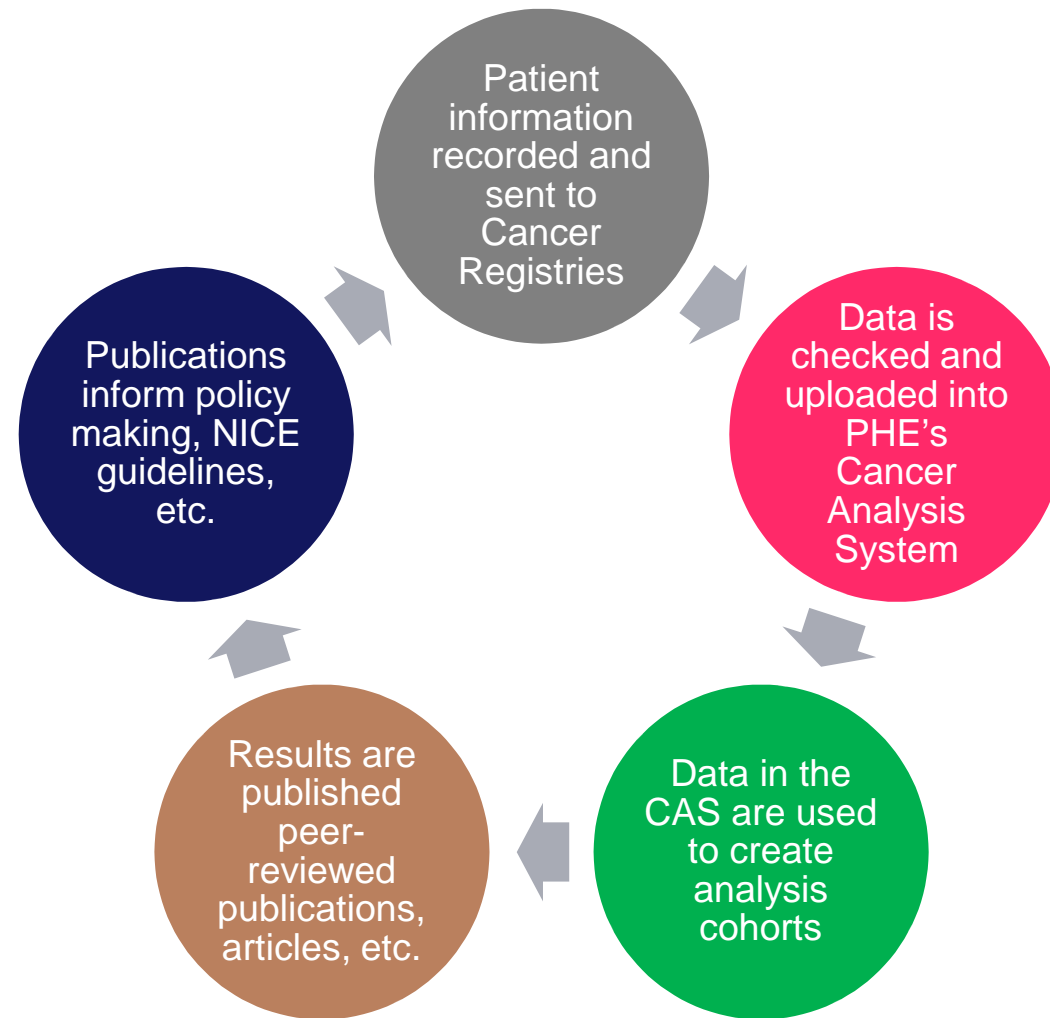 Patient
information
recorded and
sent to
Cancer
Registries
Data is
checked and
uploaded into
PHE’s
Cancer
Analysis
System
Data in the
CAS are used
to create
analysis
cohorts
Results are
published
peer-
reviewed
publications,
articles, etc.
Publications
inform policy
making, NICE
guidelines,
etc.